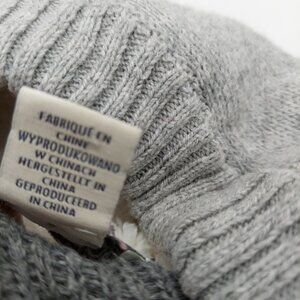 FABRIQUE EN
CHINE
WYPRODUKOWANO
W CHINACH
HERGESTELLT IN
CHINA
GEPRODUCEERD
IN CHINA